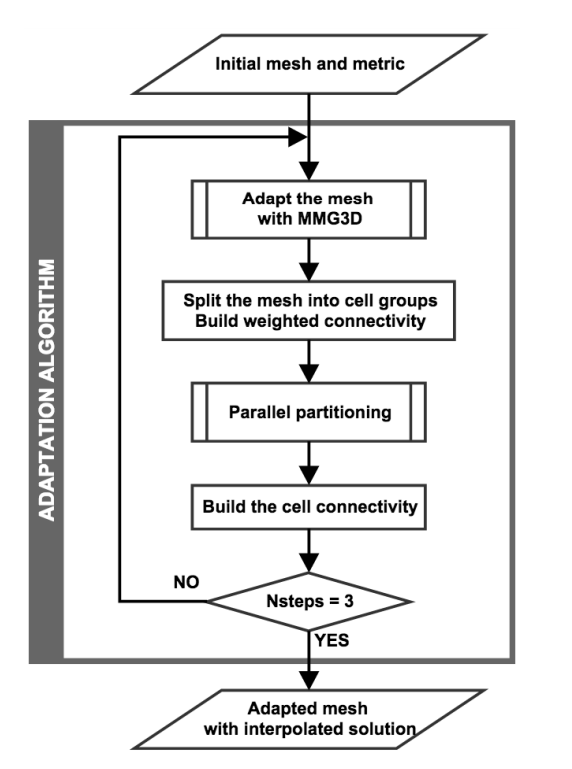 Initial mesh and metric
ADAPTATION ALGORITHM
Adapt the mesh
with MMG3D
Split the mesh into cell groups
Build weighted connectivity
Parallel partitioning
Build the cell connectivity
NO
Nsteps = 3
YES
Adapted mesh
with interpolated solution